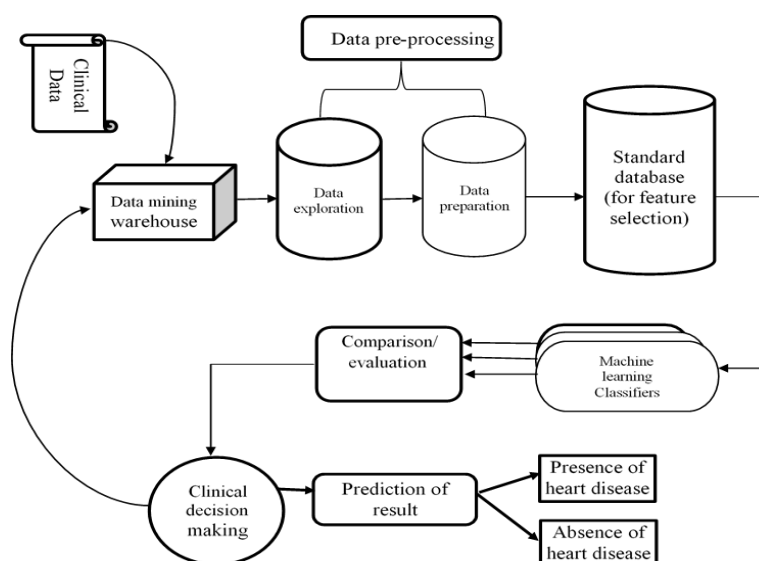 Data pre-processing
Clinical
Data
Data mining
warehouse
Data
exploration
Data
preparation
Standard
database
(for feature
selection)
Comparison/
evaluation
Machine
learning
Classifiers
Clinical
decision
making
Prediction of
result
Presence of
heart disease
Absence of
heart disease